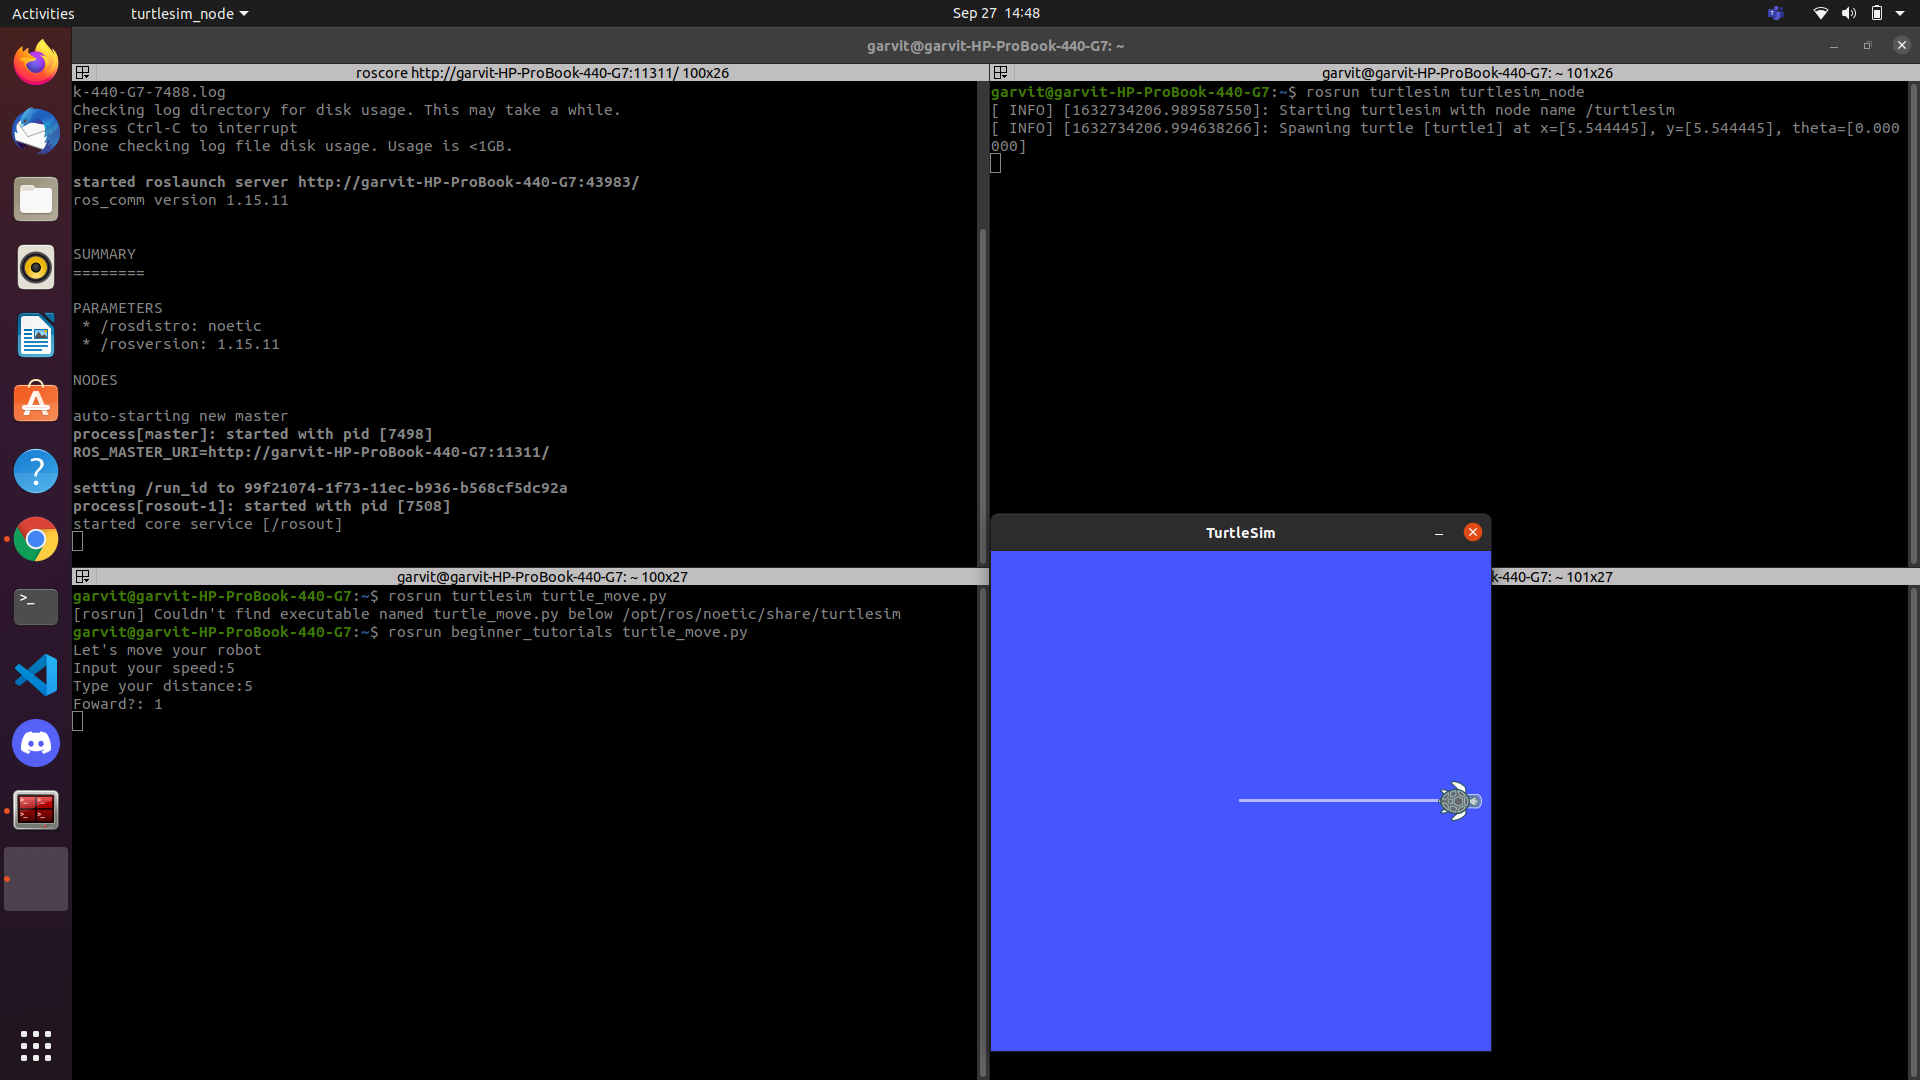 Activities
turtlesim_node
Sep 27 14:48
garvit@garvit-HP-ProBook-440-G7: ~
roscore http://garvit-HP-ProBook-440-G7:11311/ 100x26
k-440-G7-7488.log
Checking log directory for disk usage. This may take a while.
Press Ctrl-C to interrupt
Done checking log file disk usage. Usage is <1GB.
started roslaunch server http://garvit-HP-ProBook-440-G7:43983/
ros_comm version 1.15.11
SUMMARY
========
PARAMETERS
* /rosdistro: noetic
* /rosversion: 1.15.11
NODES
auto-starting new master
process[master]: started with pid [7498]
ROS_MASTER_URI=http://garvit-HP-ProBook-440-G7:11311/
setting /run_id to 99f21074-1f73-11ec-b936-b568cf5dc92a
process[rosout-1]: started with pid [7508]
started core service [/rosout]
garvit@garvit-HP-ProBook-440-G7: ~ 101x26
garvit@garvit-HP-ProBook-440-G7:~$ rosrun turtlesim turtlesim_node
[ INFO] [1632734206.989587550]: Starting turtlesim with node name /turtlesim
[ INFO] [1632734206.994638266]: Spawning turtle [turtle1] at x=[5.544445], y=[5.544445], theta=[0.000
000]
garvit@garvit-HP-ProBook-440-G7: ~ 100x27
garvit@garvit-HP-ProBook-440-G7:~$ rosrun turtlesim turtle_move.py
[rosrun] Couldn't find executable named turtle_move.py below /opt/ros/noetic/share/turtlesim
garvit@garvit-HP-ProBook-440-G7:~$ rosrun beginner_tutorials turtle_move.py
Let's move your robot
Input your speed:5
Type your distance:5
Foward?: 1
TurtleSim
k-440-G7: ~ 101x27